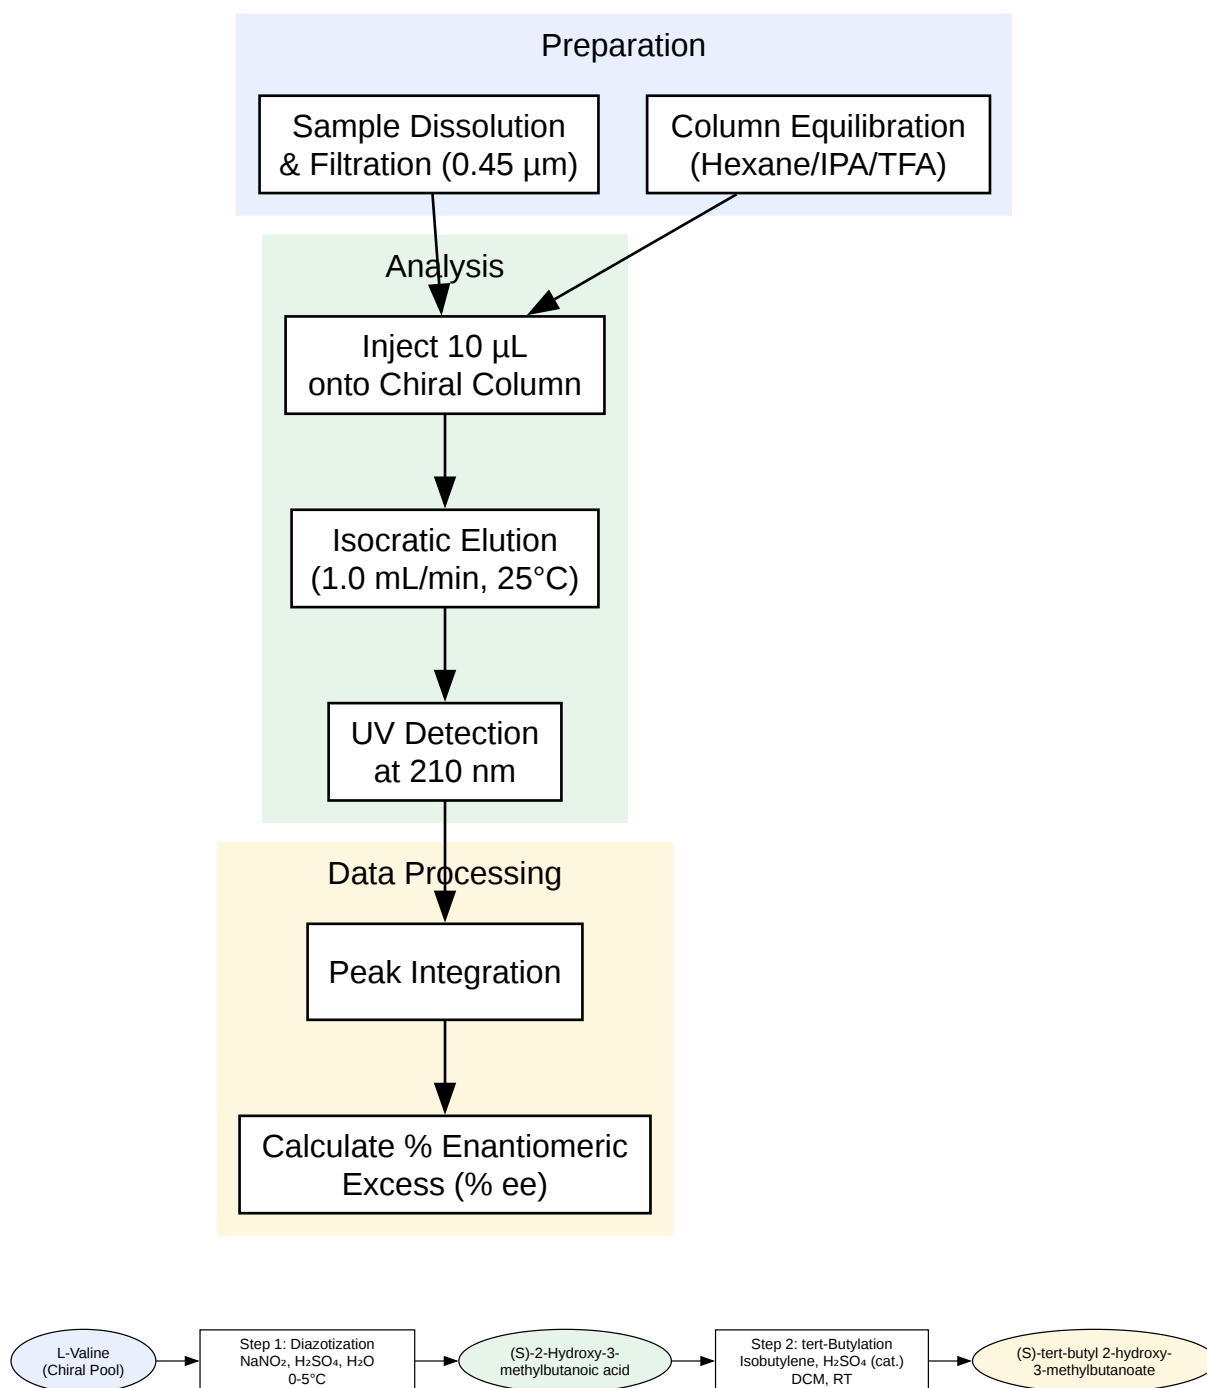 Preparation
Sample Dissolution
& Filtration (0.45 µm)
Column Equilibration
(Hexane/IPA/TFA)
Analysis
Inject 10 µL
onto Chiral Column
Isocratic Elution
(1.0 mL/min, 25°C)
UV Detection
at 210 nm
Data Processing
Peak Integration
Calculate % Enantiomeric
Excess (% ee)
L-Valine
(Chiral Pool)
Step 1: Diazotization
NaNO₂, H₂SO₄, H₂O
0-5°C
(S)-2-Hydroxy-3-
methylbutanoic acid
Step 2: tert-Butylation
Isobutylene, H₂SO₄ (cat.)
DCM, RT
(S)-tert-butyl 2-hydroxy-
3-methylbutanoate